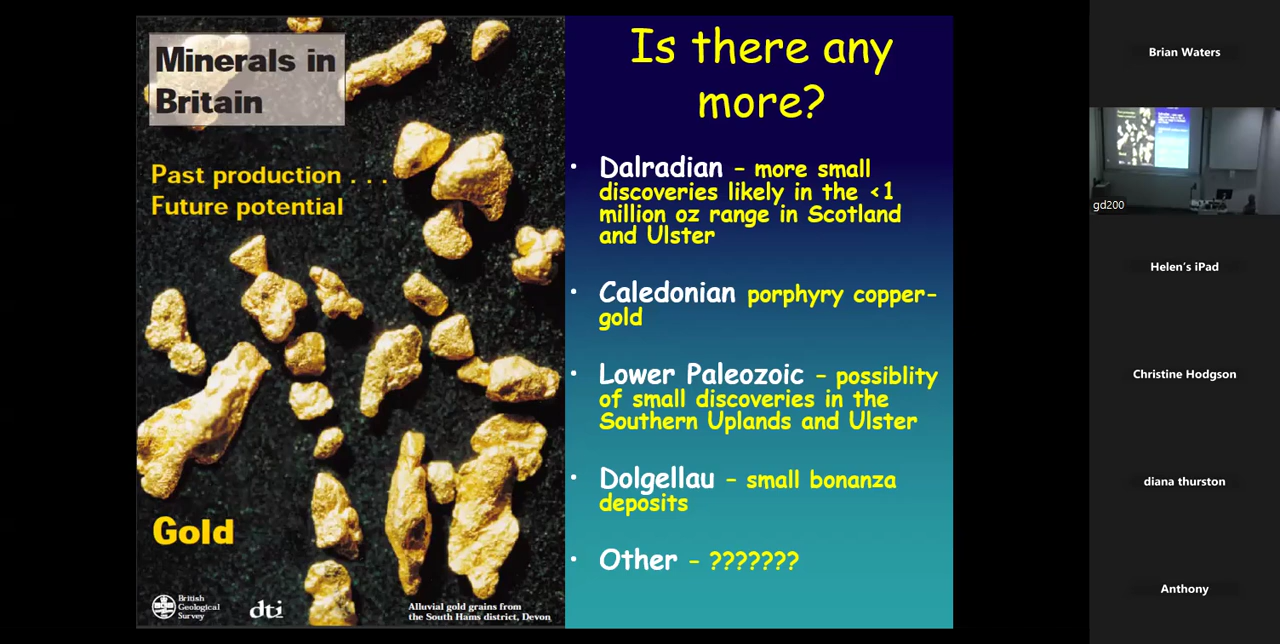 Minerals in
Britain
Past production . . .
Future potential
Gold
British
Geological
Survey
BGS
dti
Alluvial gold grains from
the South Hams district, Devon
Is there any
more?
• Dalradian – more small
discoveries likely in the <1
million oz range in Scotland
and Ulster
• Caledonian porphyry copper-
gold
• Lower Paleozoic – possiblity
of small discoveries in the
Southern Uplands and Ulster
• Dolgellau – small bonanza
deposits
• Other – ???????
Brian Waters
gd200
Helen's iPad
Christine Hodgson
diana thurston
Anthony